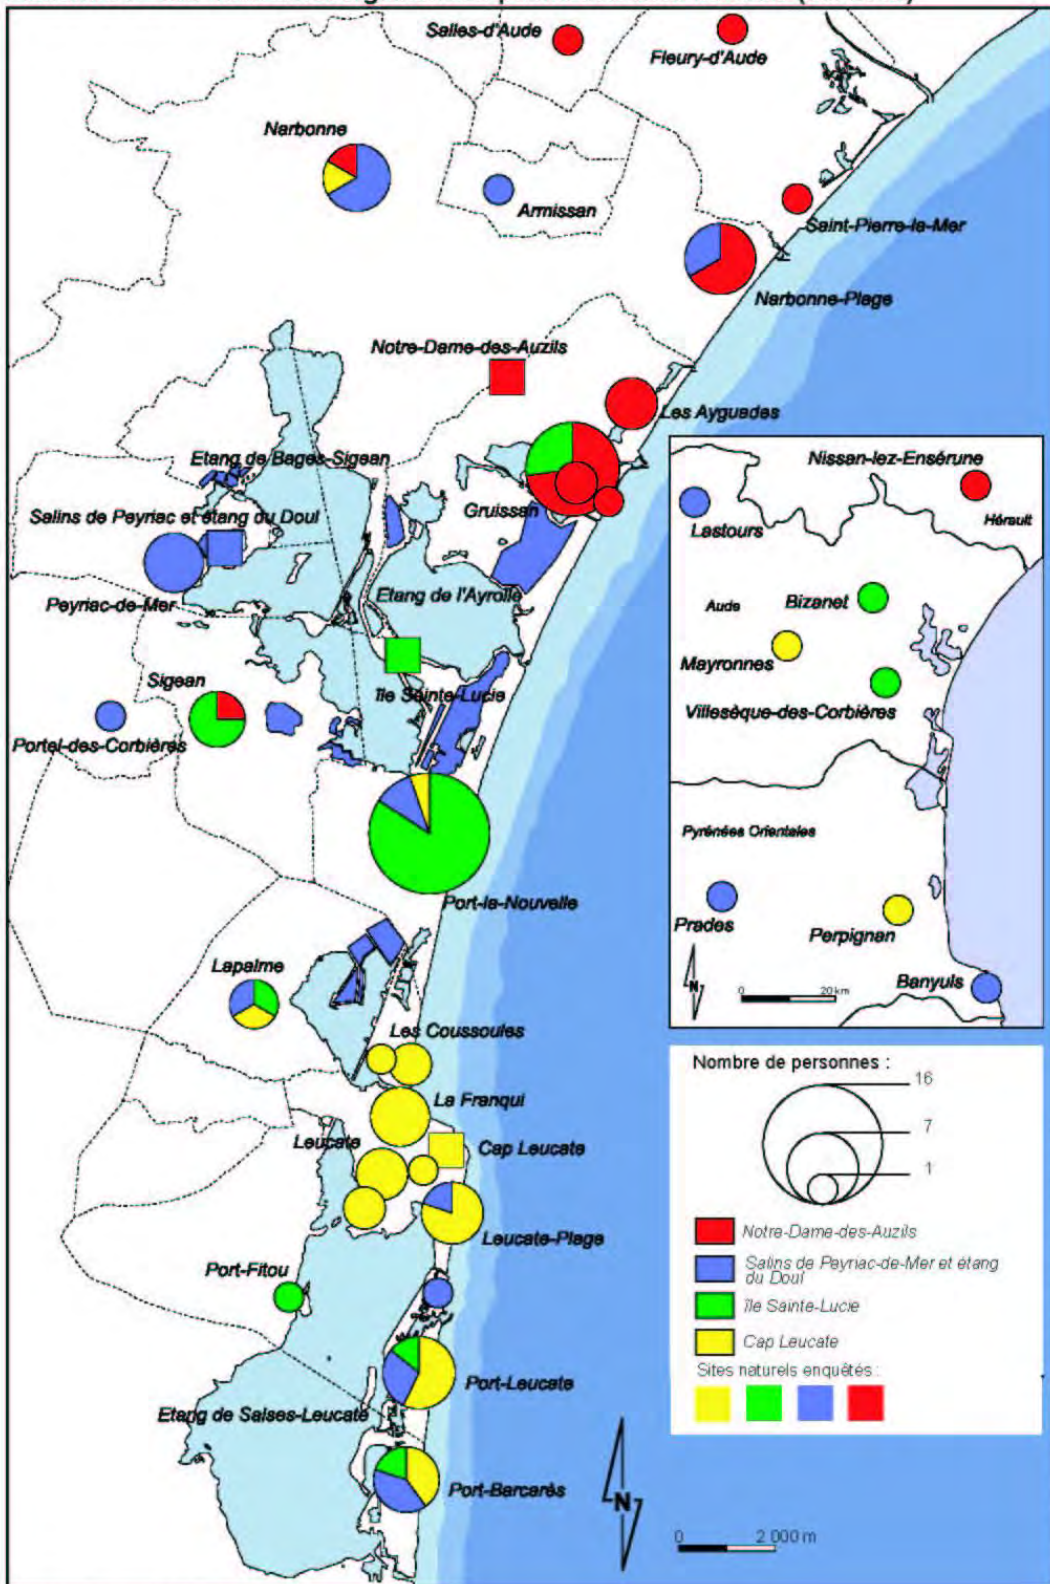 Salles-d'Aude
Fleury-d'Aude
Narbonne
Armissan
Saint-Pierre-la-Mer
Narbonne-Plage
Notre-Dame-des-Auzils
Les Ayguades
Etang de Bages-Sigean
Gruissan
Salins de Peyriac et étang du Doul
Etang de l'Ayrolle
Peyriac-de-Mer
Sigean
île Sainte-Lucie
Portel-des-Corbières
Port-la-Nouvelle
Lapalme
Les Coussoules
La Franqui
Leucate
Cap Leucate
Leucate-Plage
Port-Fitou
Port-Leucate
Etang de Salses-Leucate
Port-Barcarès
N
0 2 000 m
Nissan-lez-Ensérune
Lastours
Hérault
Bizanet
Aude
Mayronnes
Villesèque-des-Corbières
Pyrénées Orientales
Prades
Perpignan
Banyuls
N
0 20 km
Nombre de personnes :
16
7
1
Notre-Dame-des-Auzils
Salins de Peyriac-de-Mer et étang
du Doul
île Sainte-Lucie
Cap Leucate
Sites naturels enquêtés :